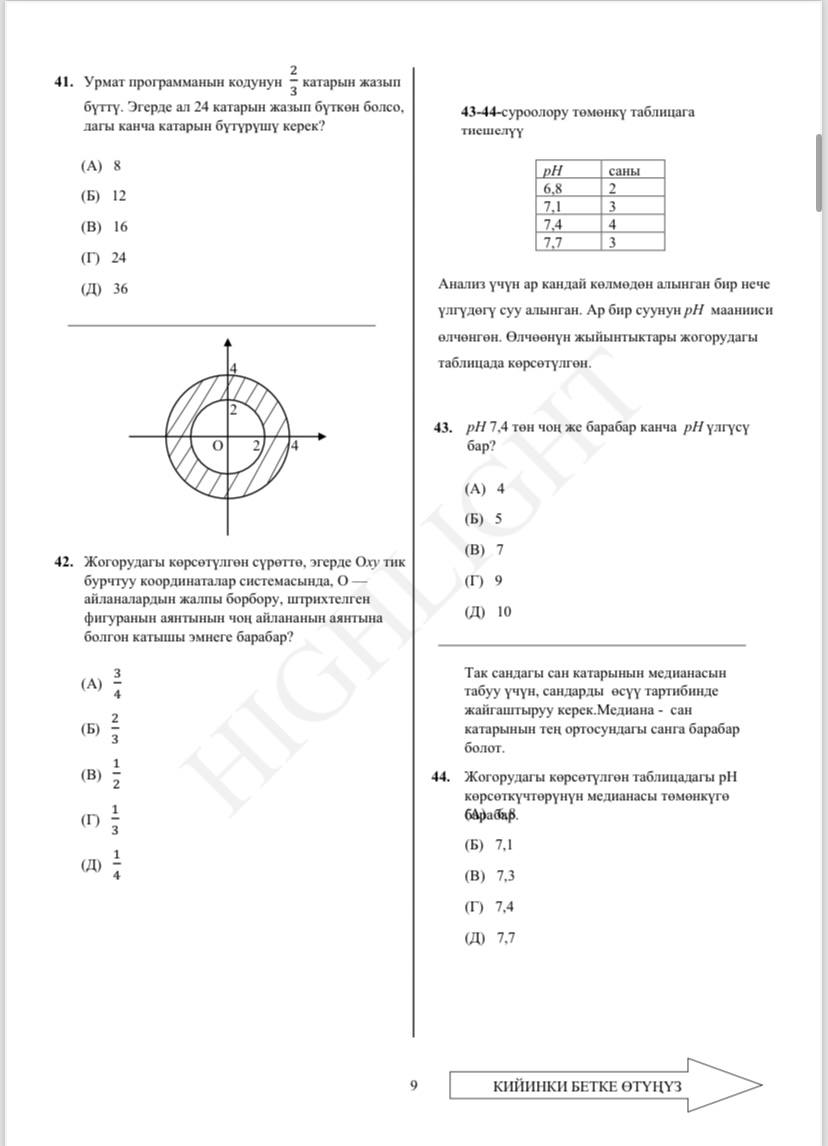 41. Урмат программанын кодунун 2/3 катарын жазып
бүттү. Эгерде ал 24 катарын жазып бүткөн болсо,
дагы канча катарын бүтүрүшү керек?
(А) 8
(Б) 12
(В) 16
(Г) 24
(Д) 36
4
2
O 2 4
42. Жогорудагы көрсөтүлгөн сүрөттө, эгерде Oxy тик
бурчтуу координаталар системасында, О —
айланалардын жалпы борбору, штрихтелген
фигуранын аянтынын чоң айлананын аянтына
болгон катышы эмнеге барабар?
(А) 3/4
(Б) 2/3
(В) 1/2
(Г) 1/3
(Д) 1/4
43-44-суроолору төмөнкү таблицага
тиешелүү
pH саны
6,8 2
7,1 3
7,4 4
7,7 3
Анализ үчүн ар кандай көлмөдөн алынган бир нече
үлгүдөгү суу алынган. Ар бир суунун pH мааниси
өлчөнгөн. Өлчөөнүн жыйынтыктары жогорудагы
таблицада көрсөтүлгөн.
43. pH 7,4 төн чоң же барабар канча pH үлгүсү
бар?
(А) 4
(Б) 5
(В) 7
(Г) 9
(Д) 10
Так сандагы сан катарынын медианасын
табуу үчүн, сандарды өсүү тартибинде
жайгаштыруу керек.Медиана - сан
катарынын тең ортосундагы санга барабар
болот.
44. Жогорудагы көрсөтүлгөн таблицадагы pH
көрсөткүчтөрүнүн медианасы төмөнкүгө
барабар.
(А) 6,8
(Б) 7,1
(В) 7,3
(Г) 7,4
(Д) 7,7
HIGHLIGHT
9
КИЙИНКИ БЕТКЕ ӨТҮҢҮЗ